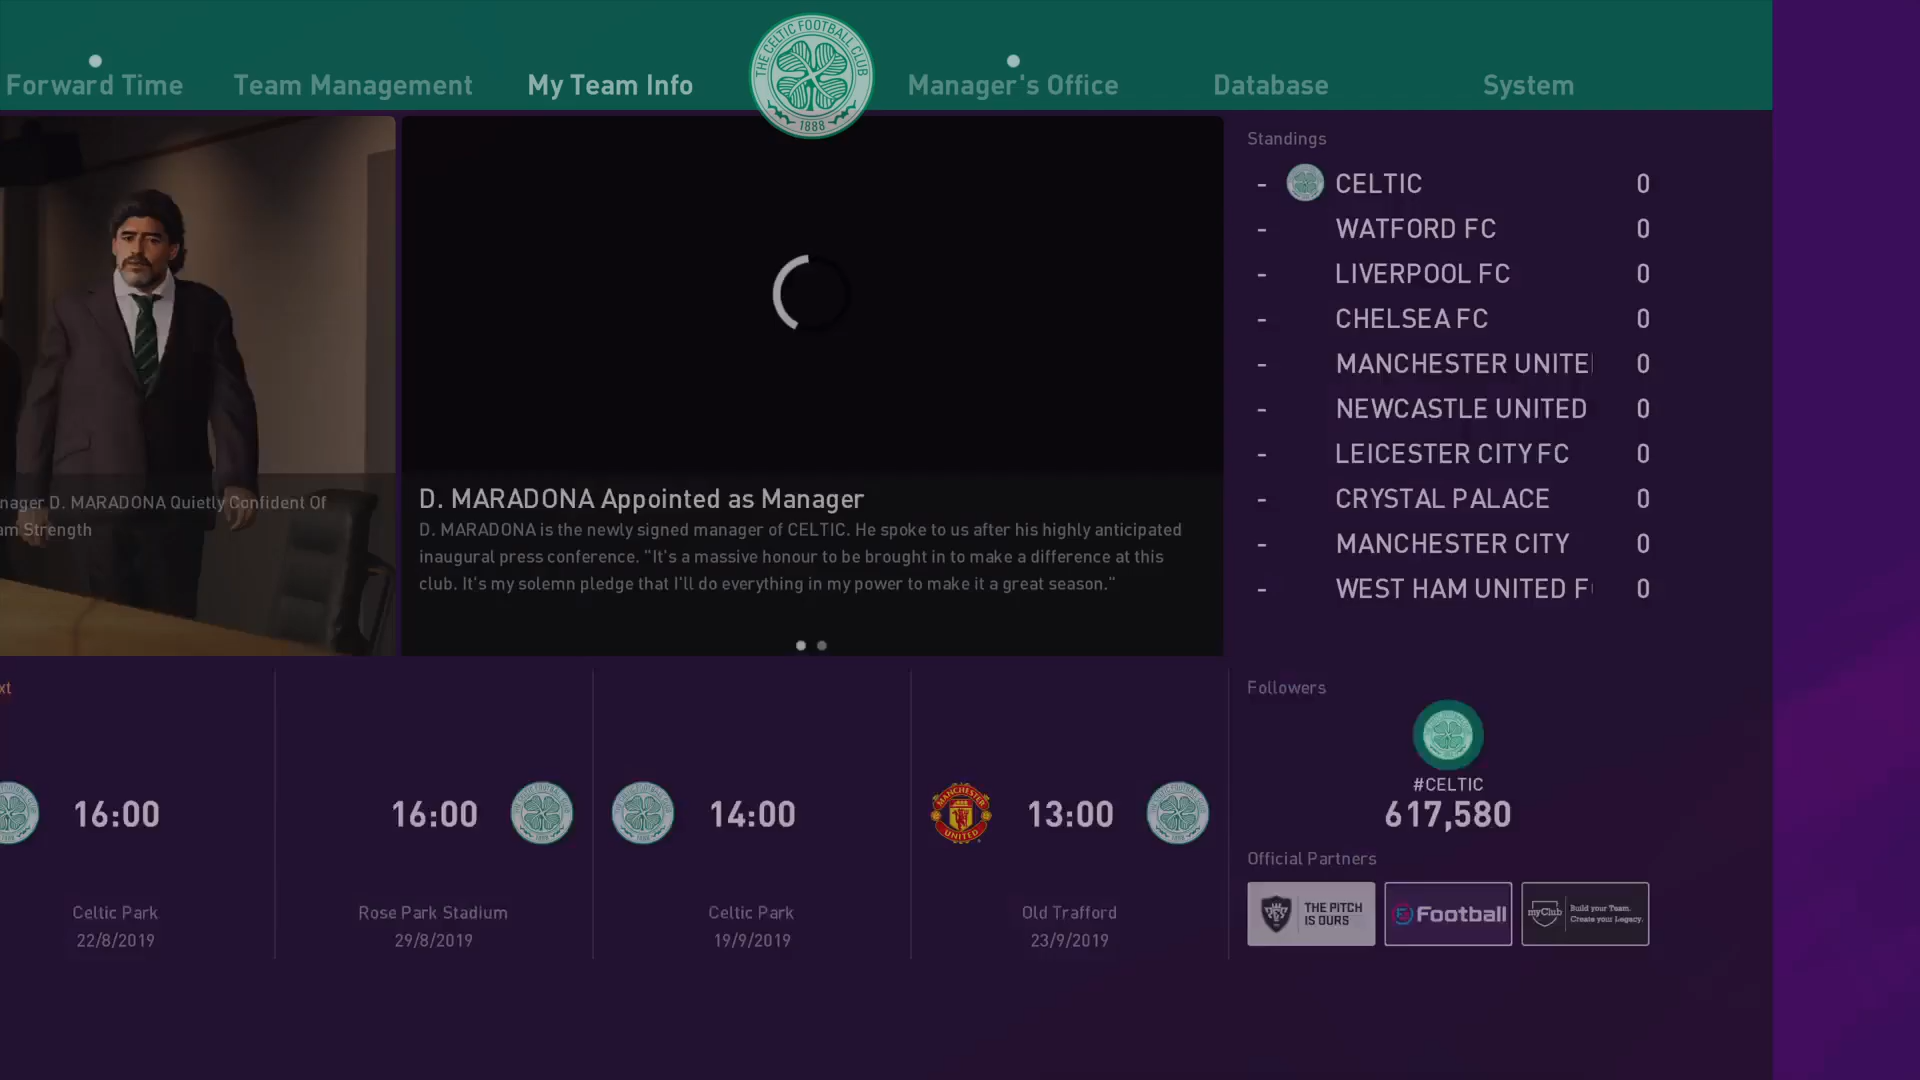 Forward Time
Team Management
My Team Info
THE CELTIC FOOTBALL CLUB
1888
Manager's Office
Database
System
nager D. MARADONA Quietly Confident Of
am Strength
D. MARADONA Appointed as Manager
D. MARADONA is the newly signed manager of CELTIC. He spoke to us after his highly anticipated
inaugural press conference. "It's a massive honour to be brought in to make a difference at this
club. It's my solemn pledge that I'll do everything in my power to make it a great season."
Standings
- CELTIC 0
- WATFORD FC 0
- LIVERPOOL FC 0
- CHELSEA FC 0
- MANCHESTER UNITE 0
- NEWCASTLE UNITED 0
- LEICESTER CITY FC 0
- CRYSTAL PALACE 0
- MANCHESTER CITY 0
- WEST HAM UNITED F 0
xt
16:00
Celtic Park
22/8/2019
16:00
Rose Park Stadium
29/8/2019
14:00
Celtic Park
19/9/2019
MANCHESTER
UNITED
13:00
Old Trafford
23/9/2019
Followers
#CELTIC
617,580
Official Partners
THE PITCH
IS OURS
eFootball
myClub
Build your Team.
Create your Legacy.